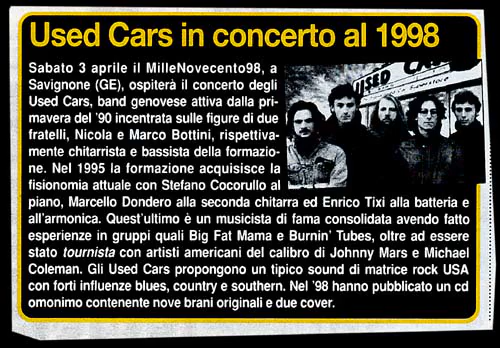 Used Cars in concerto al 1998
Sabato 3 aprile il MilleNovecento98, a
Savignone (GE), ospiterà il concerto degli
Used Cars, band genovese attiva dalla pri-
mavera del '90 incentrata sulle figure di due
fratelli, Nicola e Marco Bottini, rispettiva-
mente chitarrista e bassista della formazio-
ne. Nel 1995 la formazione acquisisce la
fisionomia attuale con Stefano Cocorullo al
piano, Marcello Dondero alla seconda chitarra ed Enrico Tixi alla batteria e
all'armonica. Quest'ultimo è un musicista di fama consolidata avendo fatto
esperienze in gruppi quali Big Fat Mama e Burnin' Tubes, oltre ad essere
stato tournista con artisti americani del calibro di Johnny Mars e Michael
Coleman. Gli Used Cars propongono un tipico sound di matrice rock USA
con forti influenze blues, country e southern. Nel '98 hanno pubblicato un cd
omonimo contenente nove brani originali e due cover.
USED